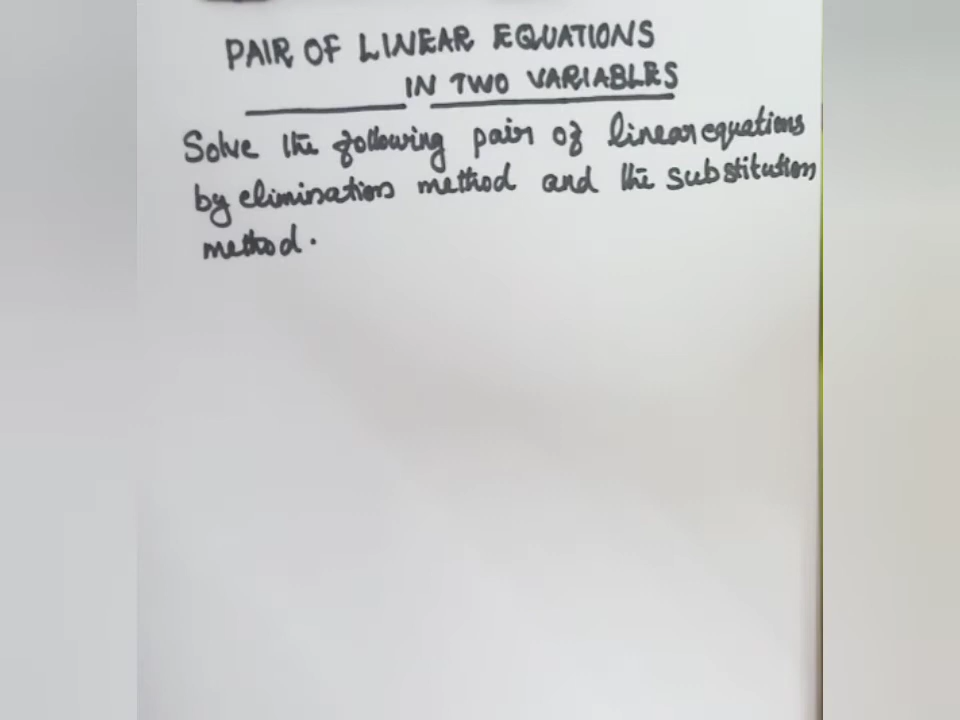 PAIR OF LINEAR EQUATIONS
IN TWO VARIABLES
Solve the following pair of linear equations
by elimination method and the substitution
method.